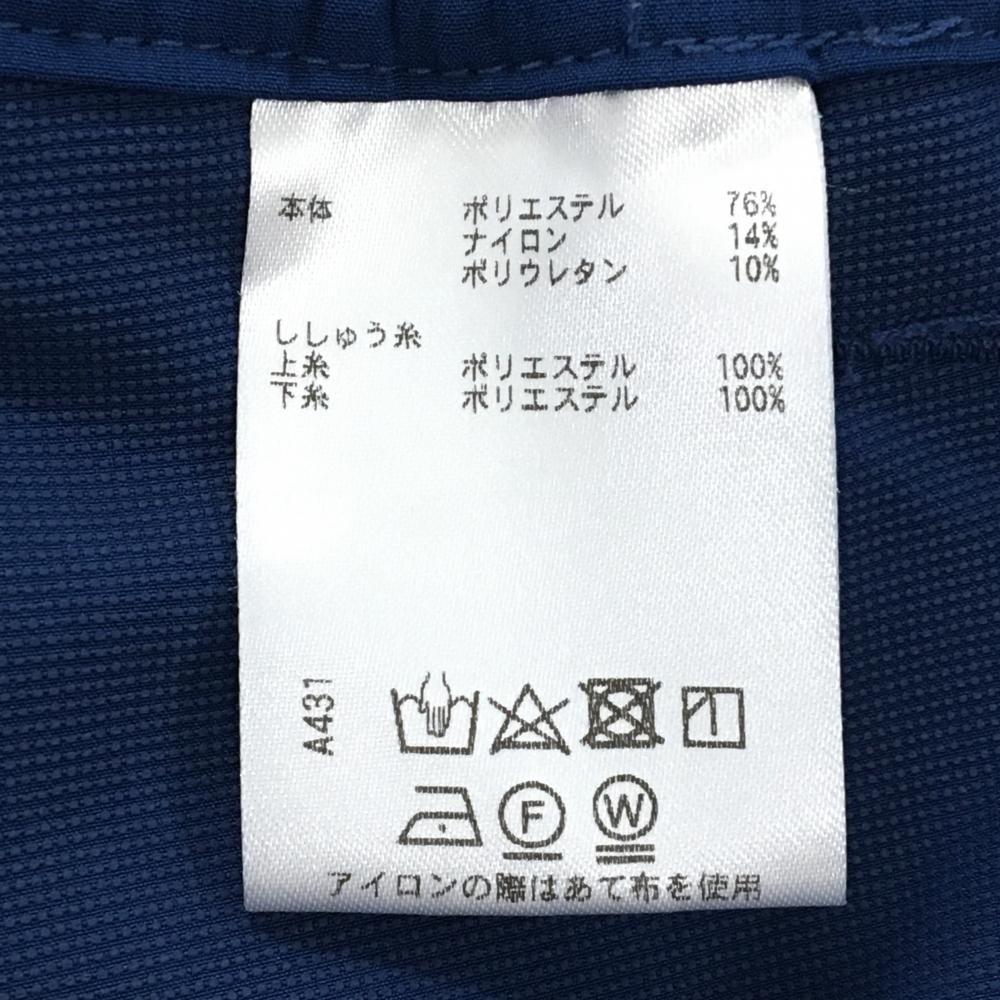 本体 ポリエステル 76%
ナイロン 14%
ポリウレタン 10%
ししゅう糸
上糸 ポリエステル 100%
下糸 ポリエステル 100%
A431
F W
アイロンの際はあて布を使用